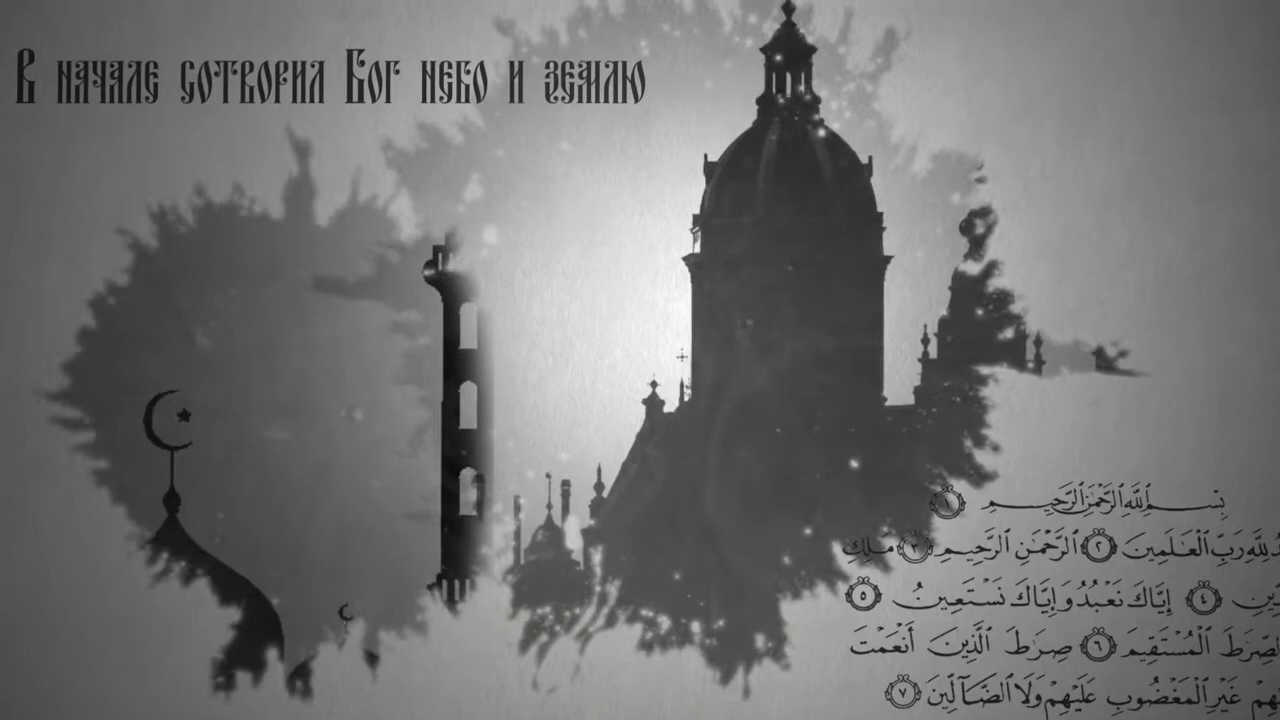 В начале сотворил Бог небо и землю
بِسْمِ ٱللَّهِ ٱلرَّحْمَٰنِ ٱلرَّحِيمِ ١
لِلَّهِ رَبِّ ٱلْعَٰلَمِينَ ٢ ٱلرَّحْمَٰنِ ٱلرَّحِيمِ ٣ مَٰلِكِ
٤ إِيَّاكَ نَعْبُدُ وَإِيَّاكَ نَسْتَعِينُ ٥
ٱلصِّرَٰطَ ٱلْمُسْتَقِيمَ ٦ صِرَٰطَ ٱلَّذِينَ أَنْعَمْتَ
غَيْرِ ٱلْمَغْضُوبِ عَلَيْهِمْ وَلَا ٱلضَّآلِّينَ ٧